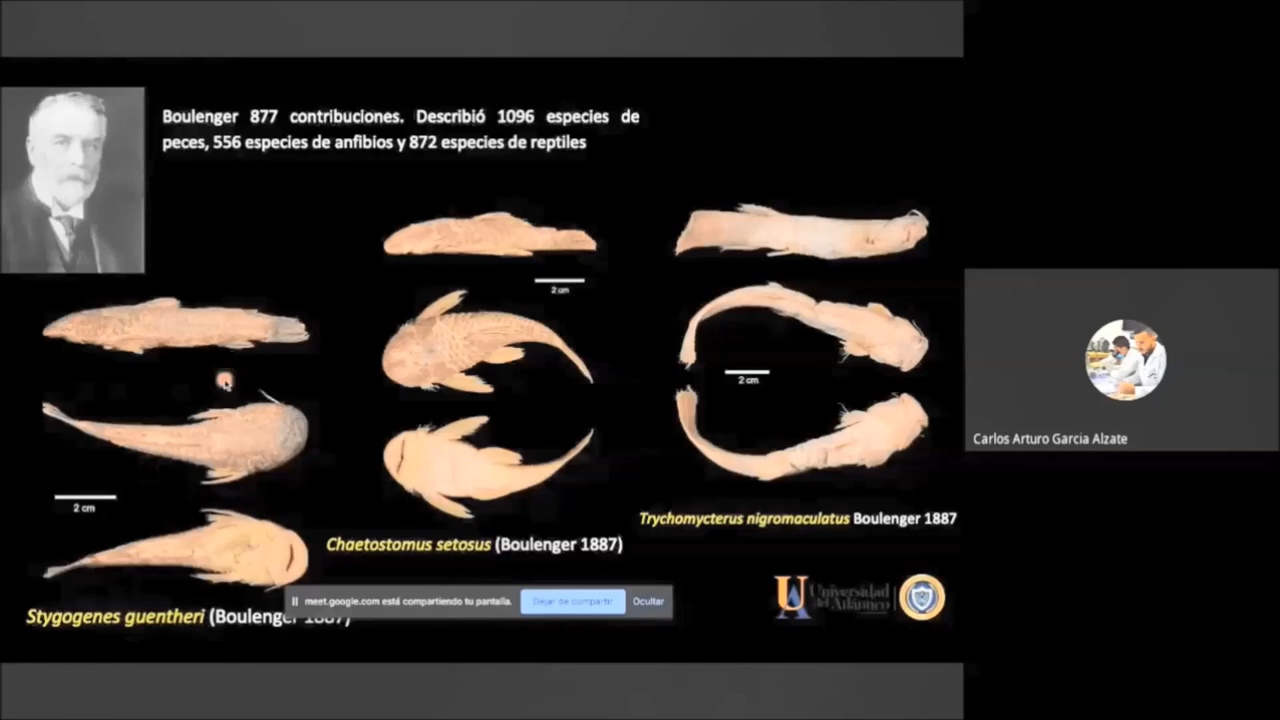 Boulenger 877 contribuciones. Describió 1096 especies de
peces, 556 especies de anfibios y 872 especies de reptiles
2 cm
2 cm
2 cm
Trychomycterus nigromaculatus Boulenger 1887
Chaetostomus setosus (Boulenger 1887)
Stygogenes guentheri (Boulenger 1887)
meet.google.com está compartiendo tu pantalla.
Dejar de compartir
Ocultar
Universidad
del Atlántico
Carlos Arturo Garcia Alzate